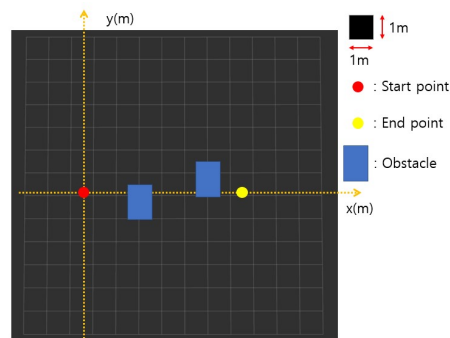 y(m)
1m
1m
: Start point
: End point
: Obstacle
x(m)